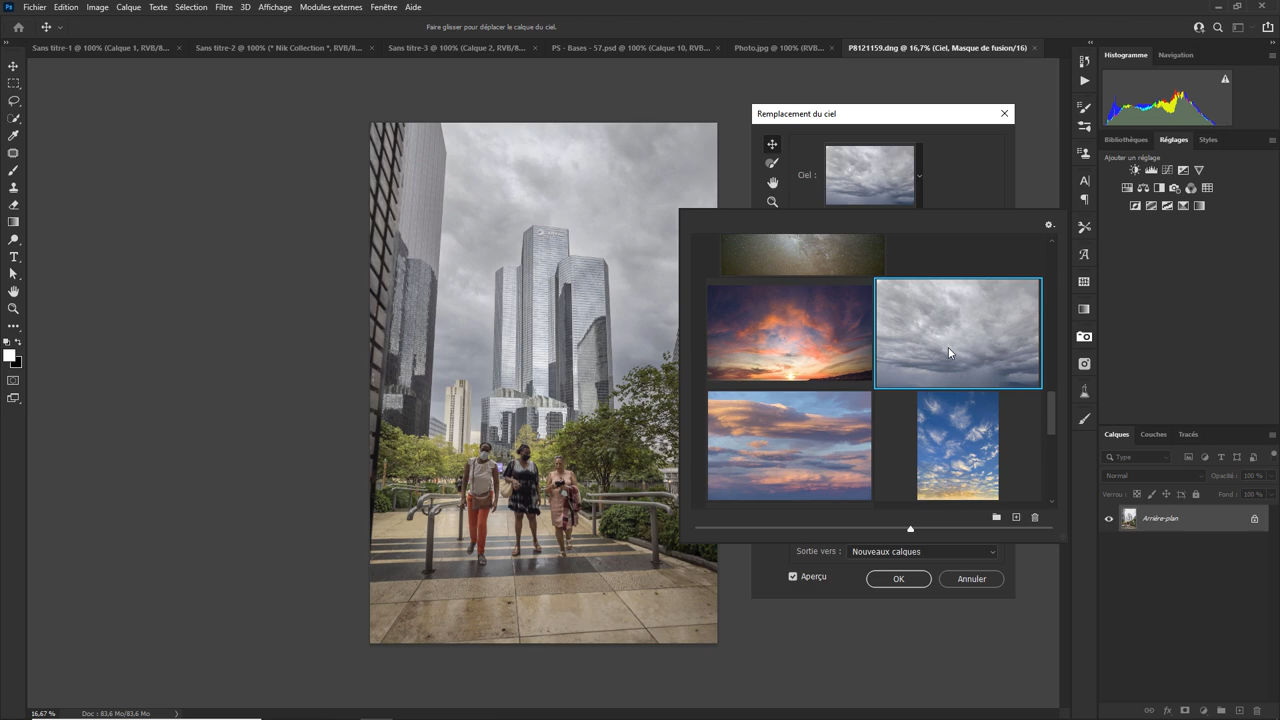 Ps Fichier Edition Image Calque Texte Sélection Filtre 3D Affichage Modules externes Fenêtre Aide
Faire glisser pour déplacer le calque du ciel.
Sans titre-1 @ 100% (Calque 1, RVB/8... × Sans titre-2 @ 100% (* Nik Collection *, RVB/8... × Sans titre-3 @ 100% (Calque 2, RVB/8... × PS - Bases - 57.psd @ 100% (Calque 10, RVB/8... × Photo.jpg @ 100% (RVB... × P8121159.dng @ 16,7% (Ciel, Masque de fusion/16) ×
Histogramme Navigation
Remplacement du ciel
Bibliothèques Réglages Styles
Ajouter un réglage
Ciel :
Calques Couches Tracés
Type
Normal Opacité : 100 %
Verrou : Fond : 100 %
Arrière-plan
Sortie vers : Nouveaux calques
Aperçu OK Annuler
16,67 % Doc : 83,6 Mo/83,6 Mo